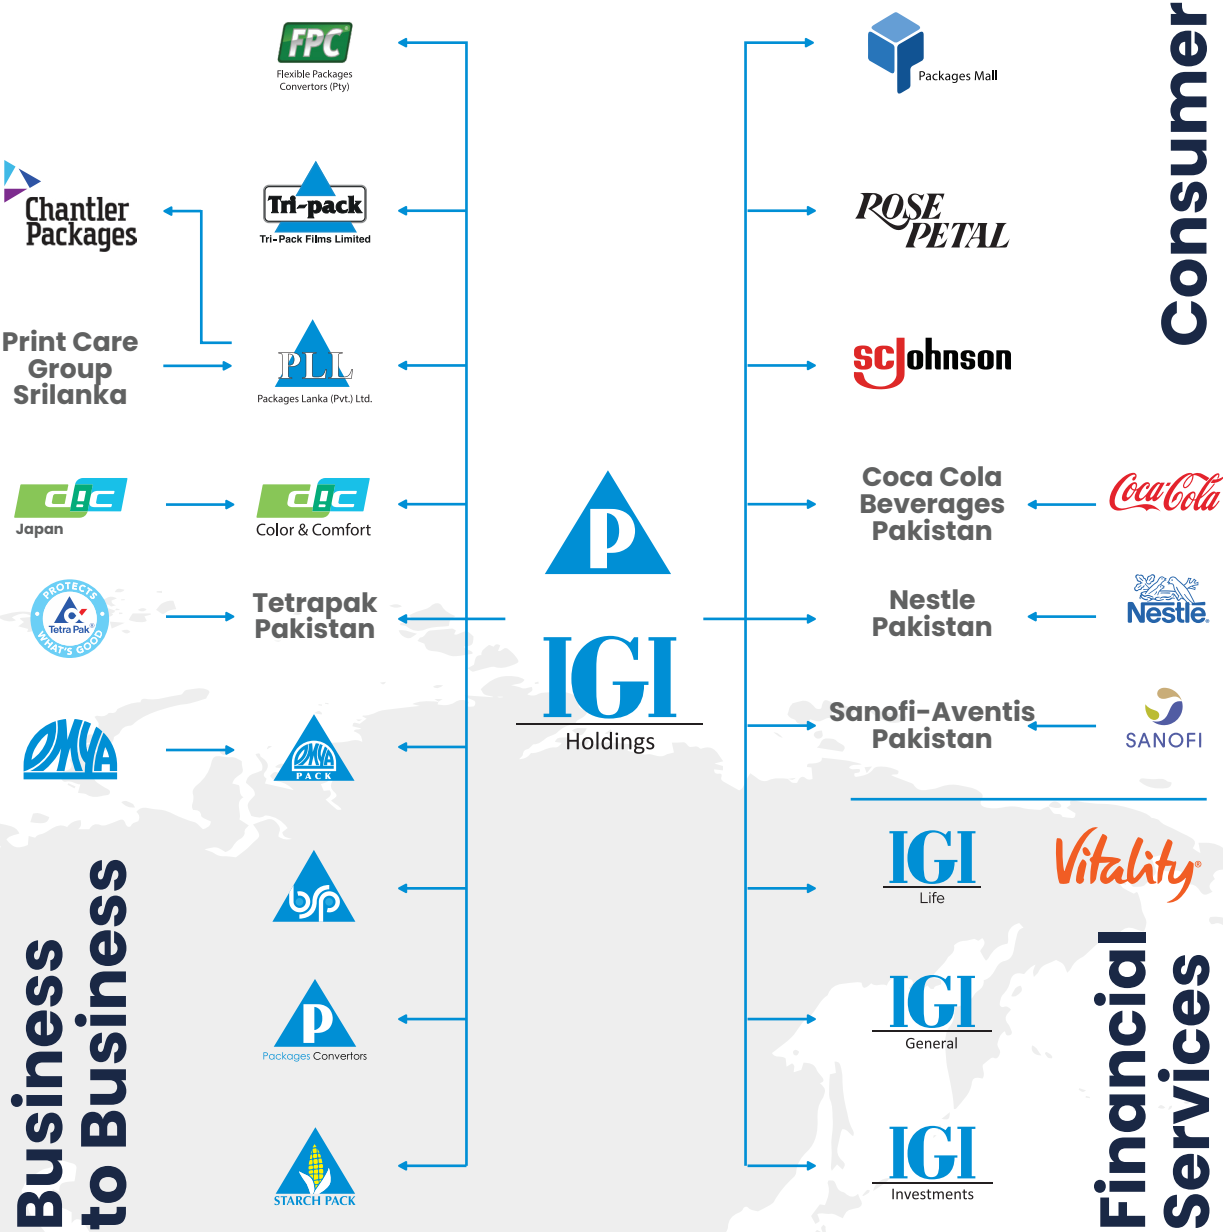 FPC
Flexible Packages
Convertors (Pty)
Chantler
Packages
Tri-pack
Tri-Pack Films Limited
Print Care
Group
Srilanka
PLL
Packages Lanka (Pvt.) Ltd.
dic
Japan
dic
Color & Comfort
PROTECTS
Tetra Pak®
WHAT'S GOOD
Tetrapak
Pakistan
OMYA
OMYA
PACK
bsp
P
Packages Convertors
STARCH PACK
Business
to Business
P
IGI
Holdings
Packages Mall
ROSE
PETAL
SCJohnson
Coca Cola
Beverages
Pakistan
Coca-Cola
Nestle
Pakistan
Nestlé®
Sanofi-Aventis
Pakistan
SANOFI
Consumer
IGI
Life
Vitality®
IGI
General
IGI
Investments
Financial
Services